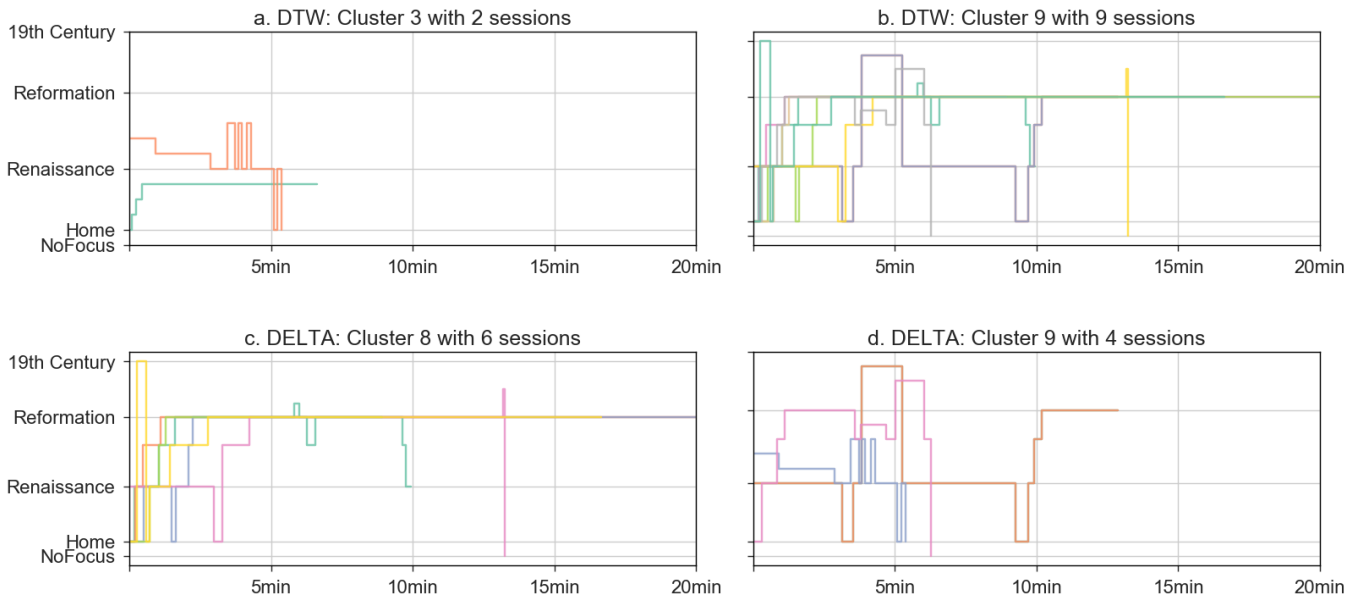 a. DTW: Cluster 3 with 2 sessions
19th Century
Reformation
Renaissance
Home
NoFocus
5min 10min 15min 20min
b. DTW: Cluster 9 with 9 sessions
5min 10min 15min 20min
c. DELTA: Cluster 8 with 6 sessions
19th Century
Reformation
Renaissance
Home
NoFocus
5min 10min 15min 20min
d. DELTA: Cluster 9 with 4 sessions
5min 10min 15min 20min